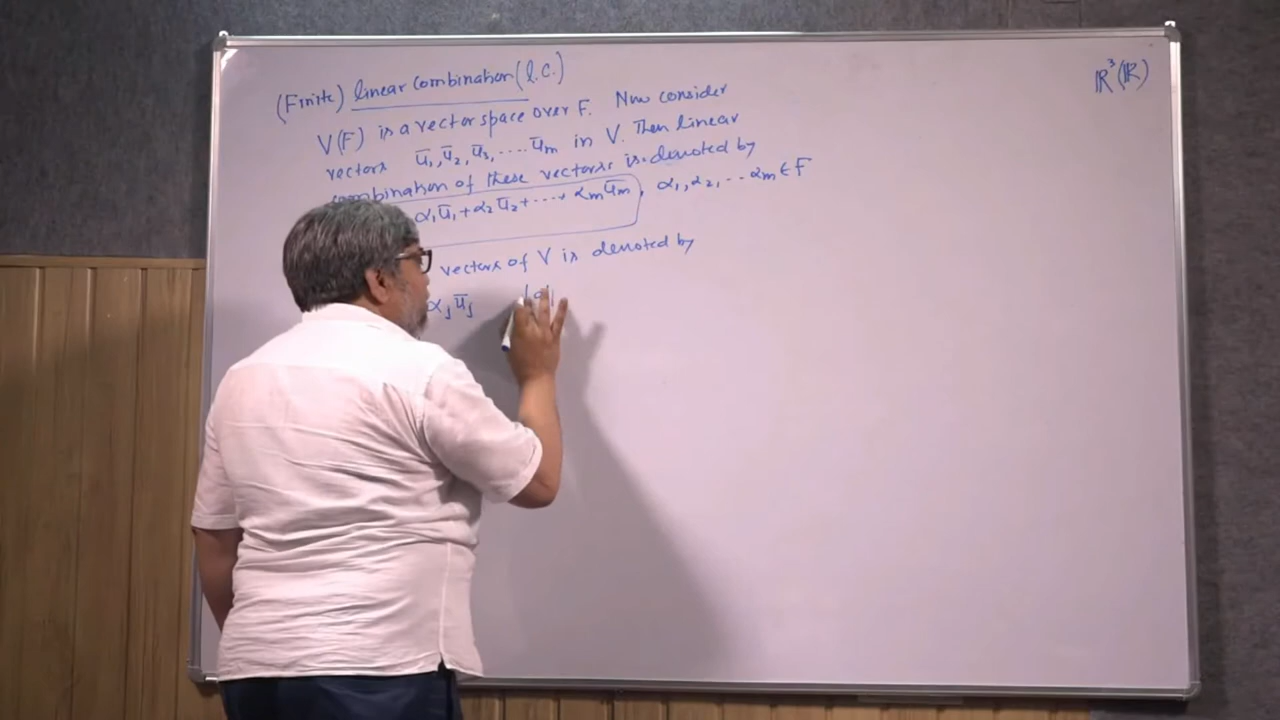 (Finite) linear combination (l.c.)
V(F) is a vector space over F. Now consider
vectors ū₁, ū₂, ū₃, .... ūm in V. Then linear
combination of these vectors is denoted by
α₁ū₁ + α₂ū₂ + ··· + αmūm, α₁, α₂, ... αm ∈ F
vectors of V is denoted by
αⱼūⱼ
ℝ³(ℝ)